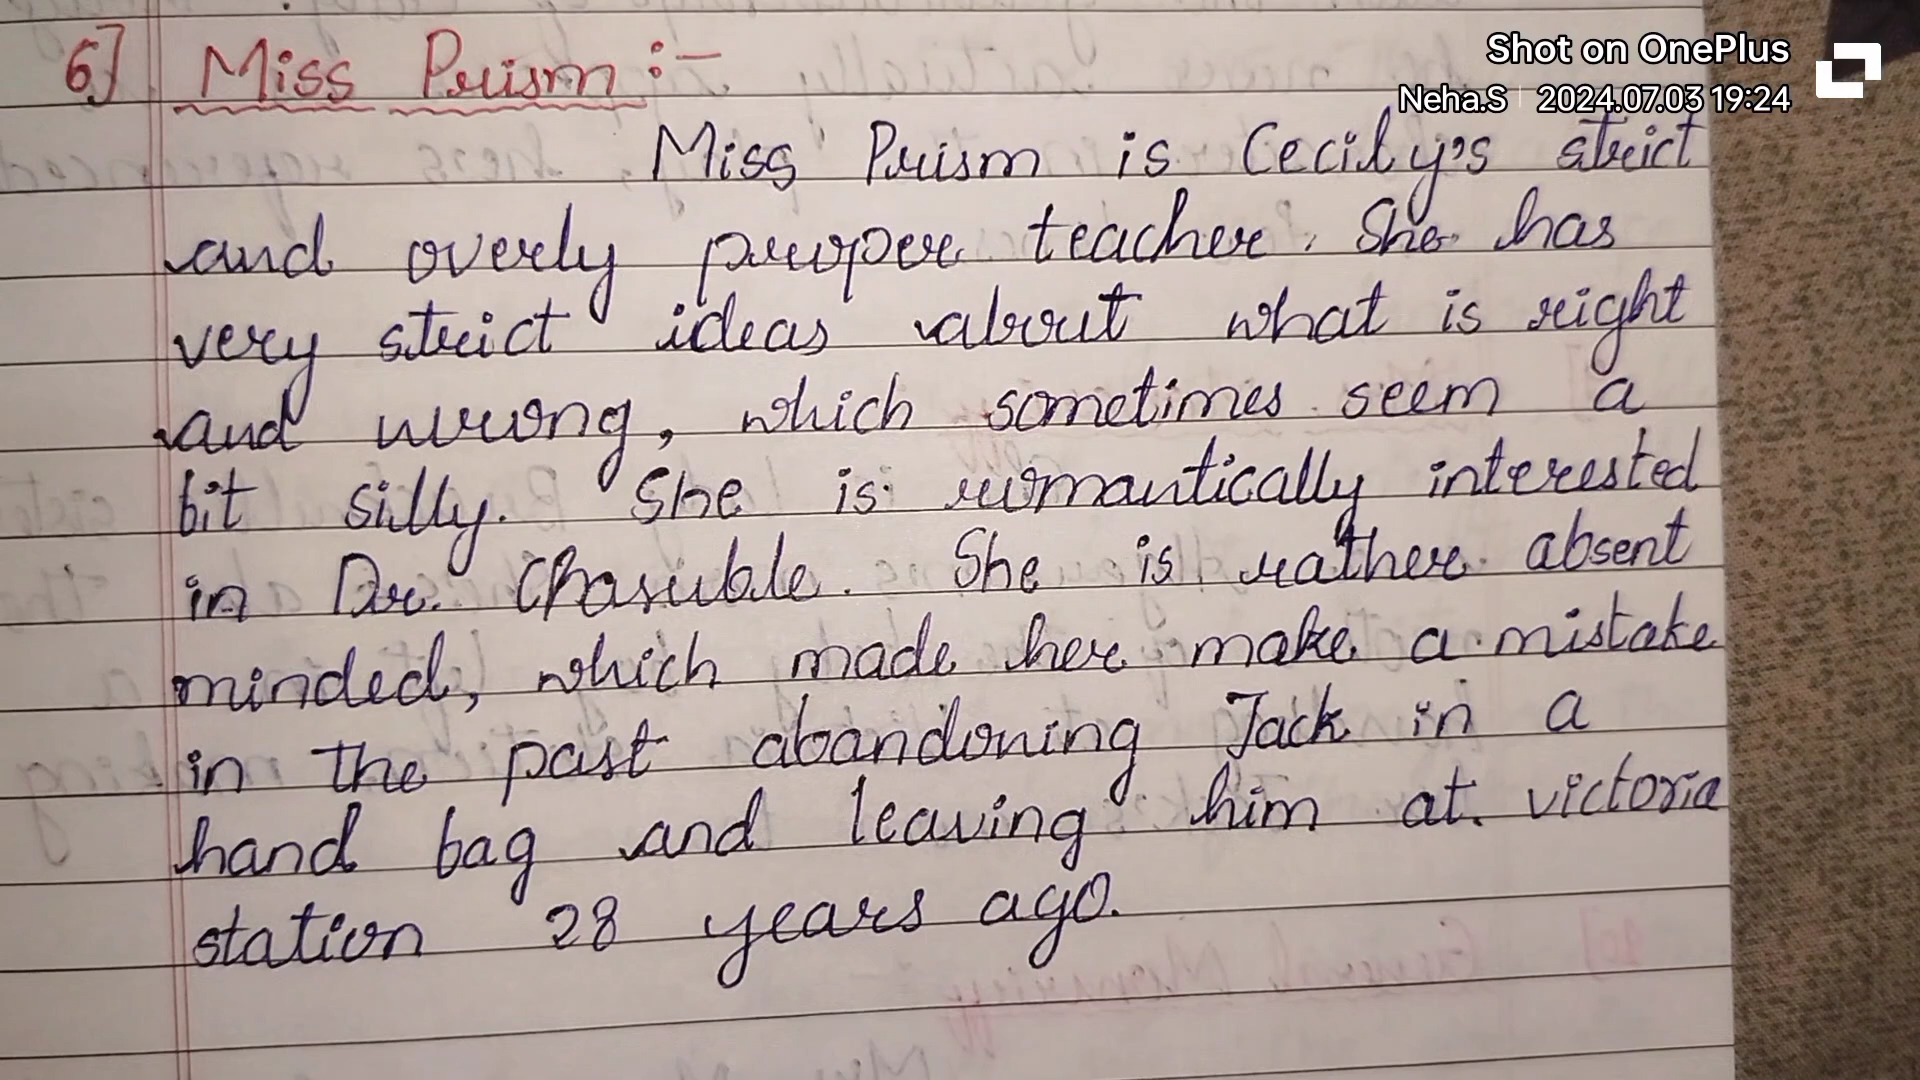 Shot on OnePlus
Neha.S | 2024.07.03 19:24
6] Miss Prism :-
Miss Prism is Cecily's strict
and overly proper teacher. She has
very strict ideas about what is right
and wrong, which sometimes seem a
bit silly. She is romantically interested
in Dr. Chasuble. She is rather absent
minded, which made her make a mistake
in the past abandoning Jack in a
hand bag and leaving him at victoria
station 28 years ago.